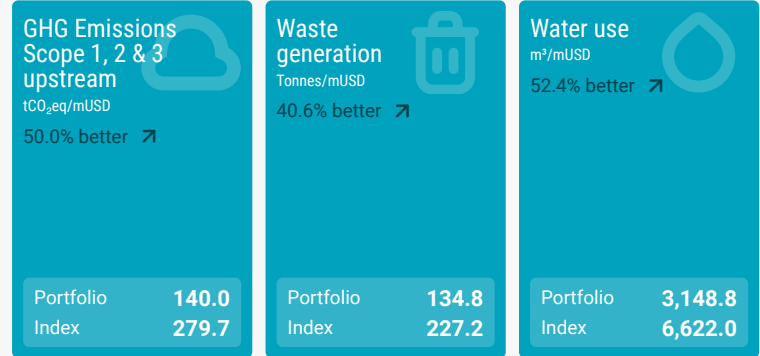 GHG Emissions
Scope 1, 2 & 3
upstream
tCO₂eq/mUSD
50.0% better
Portfolio 140.0
Index 279.7
Waste
generation
Tonnes/mUSD
40.6% better
Portfolio 134.8
Index 227.2
Water use
m³/mUSD
52.4% better
Portfolio 3,148.8
Index 6,622.0